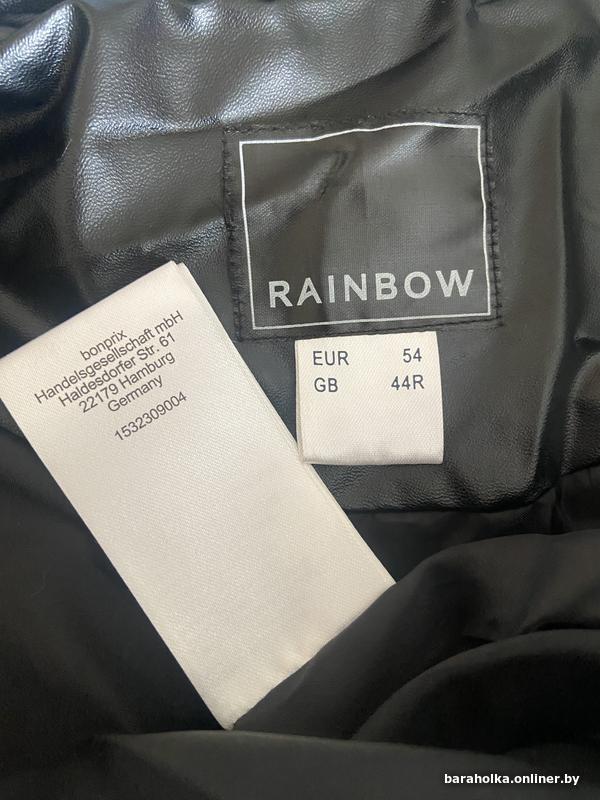 RAINBOW
EUR 54
GB 44R
bonprix
Handelsgesellschaft mbH
Haldesdorfer Str. 61
22179 Hamburg
Germany
1532309004
baraholka.onliner.by